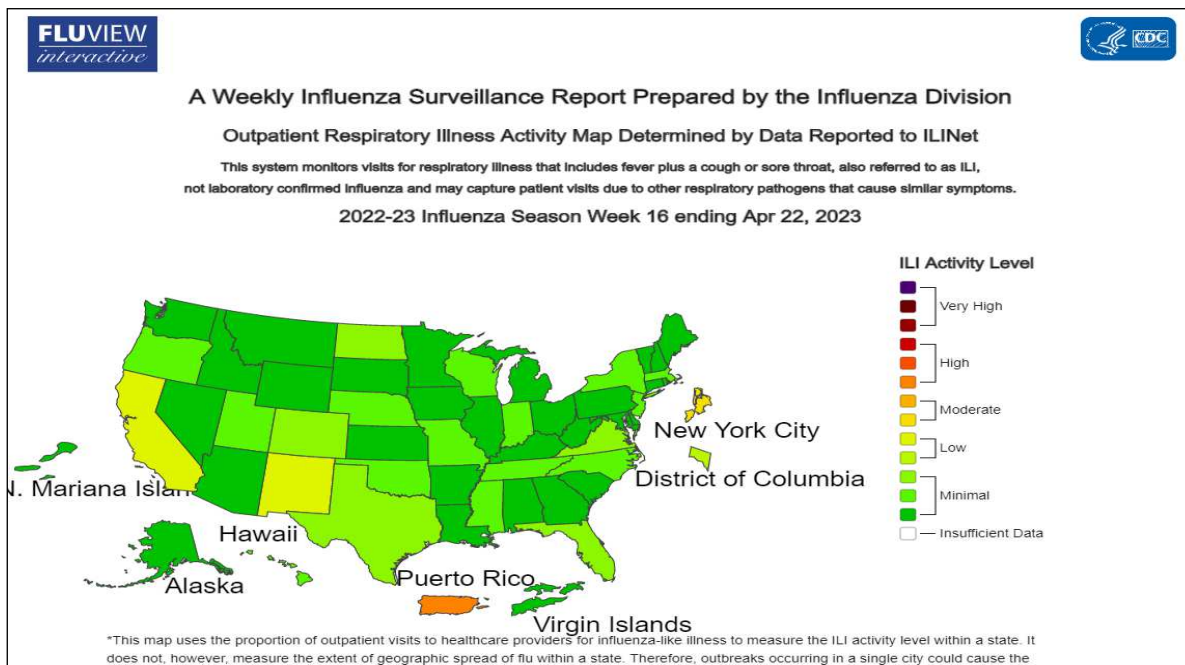 FLUVIEW
interactive
CDC
A Weekly Influenza Surveillance Report Prepared by the Influenza Division
Outpatient Respiratory Illness Activity Map Determined by Data Reported to ILINet
This system monitors visits for respiratory illness that includes fever plus a cough or sore throat, also referred to as ILI,
not laboratory confirmed influenza and may capture patient visits due to other respiratory pathogens that cause similar symptoms.
2022-23 Influenza Season Week 16 ending Apr 22, 2023
ILI Activity Level
Very High
High
Moderate
Low
Minimal
Insufficient Data
New York City
District of Columbia
N. Mariana Islan
Hawaii
Alaska
Puerto Rico
Virgin Islands
*This map uses the proportion of outpatient visits to healthcare providers for influenza-like illness to measure the ILI activity level within a state. It
does not, however, measure the extent of geographic spread of flu within a state. Therefore, outbreaks occurring in a single city could cause the